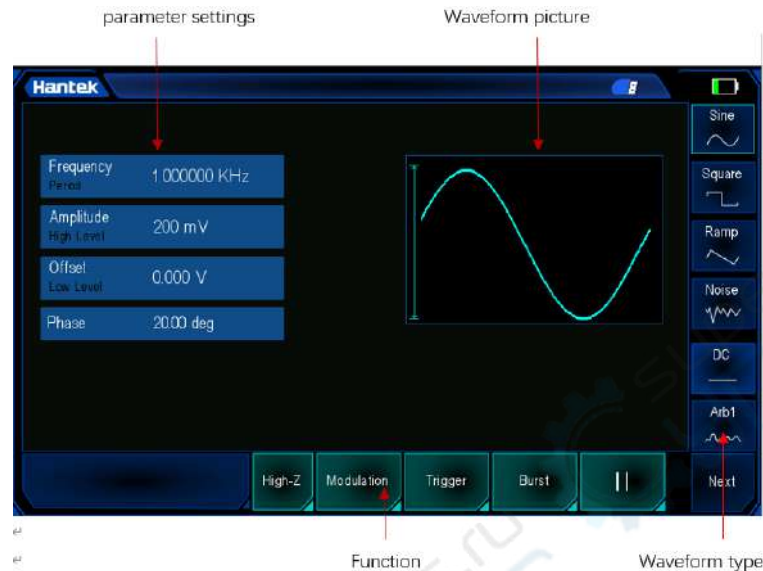 parameter settings
Waveform picture
Hantek
Sine
Frequency
Period
1.000000 KHz
Square
Amplitude
High Level
200 mV
Ramp
Offset
Low Level
0.000 V
Noise
Phase
20.00 deg
DC
Arb1
High-Z
Modulation
Trigger
Burst
Next
Function
Waveform type